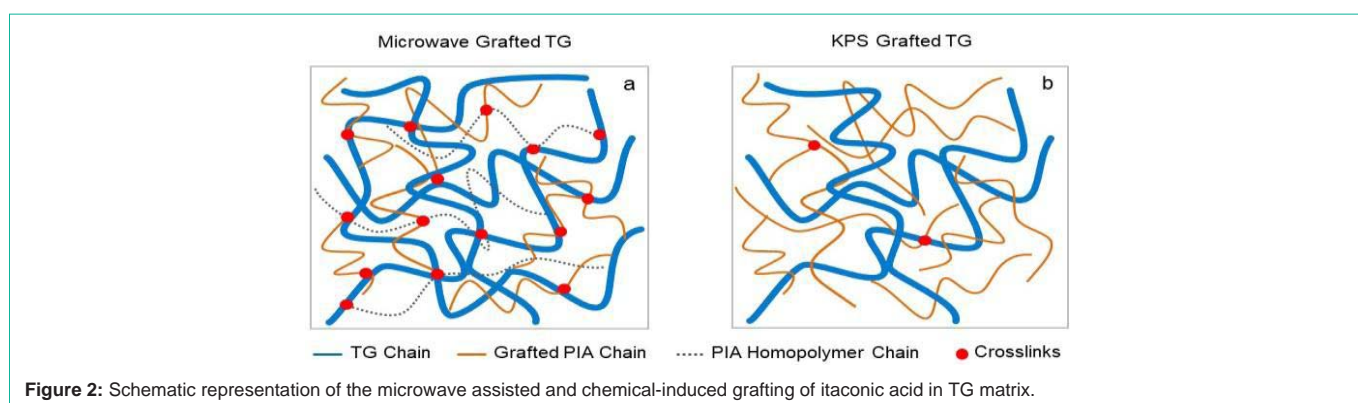 Microwave Grafted TG
KPS Grafted TG
a
b
TG Chain
Grafted PIA Chain
PIA Homopolymer Chain
Crosslinks
Figure 2: Schematic representation of the microwave assisted and chemical-induced grafting of itaconic acid in TG matrix.